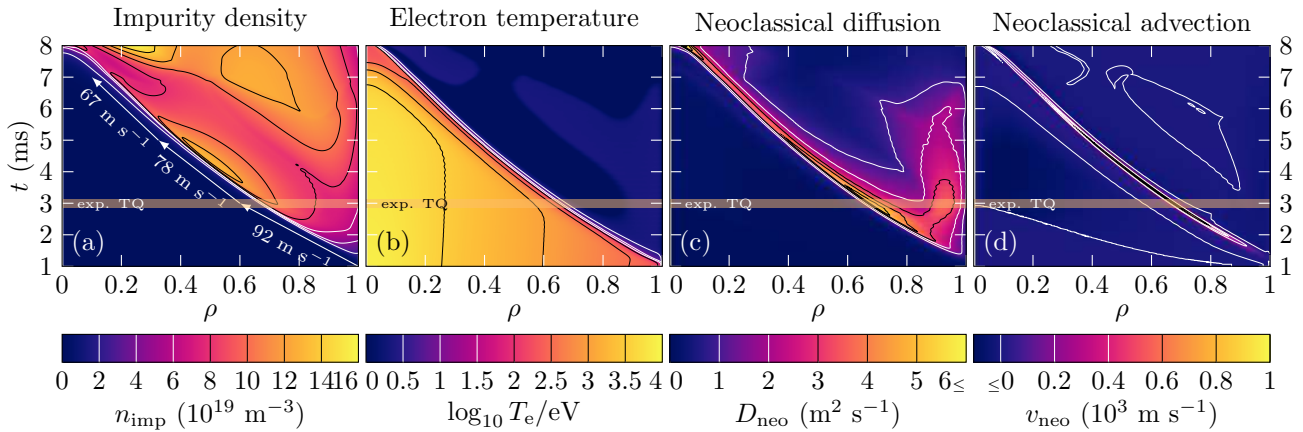 Impurity density Electron temperature Neoclassical diffusion Neoclassical advection
8 8
7 7
6 6
5 5
4 4
3 3
2 2
1 1
t (ms)
67 m s−1
78 m s−1
92 m s−1
exp. TQ exp. TQ exp. TQ exp. TQ
(a) (b) (c) (d)
0 0.2 0.4 0.6 0.8 1 0 0.2 0.4 0.6 0.8 1 0 0.2 0.4 0.6 0.8 1 0 0.2 0.4 0.6 0.8 1
ρ ρ ρ ρ
0 2 4 6 8 10 12 14 16 0 0.5 1 1.5 2 2.5 3 3.5 4 0 1 2 3 4 5 6≤ ≤0 0.2 0.4 0.6 0.8 1
nimp (10^19 m−3) log10 Te/eV Dneo (m2 s−1) vneo (10^3 m s−1)